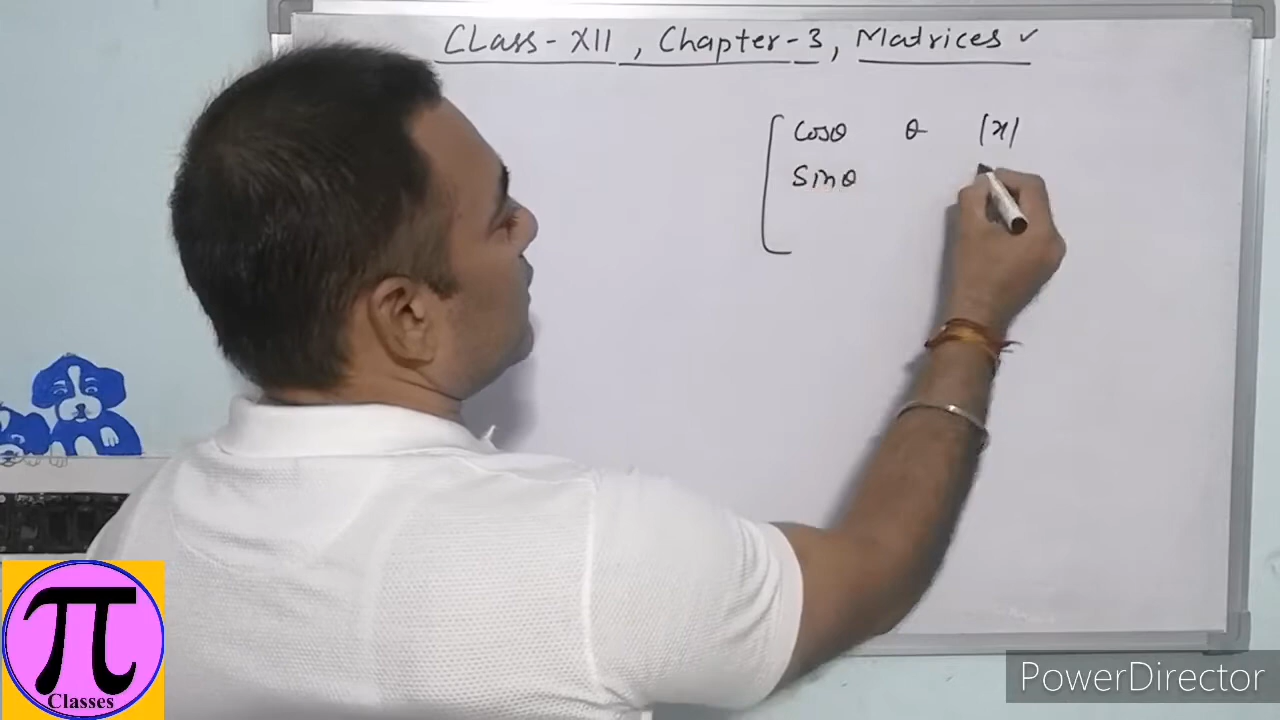 Class-XII, Chapter-3, Matrices ✓
Cosθ θ |x|
Sinθ
π
Classes
PowerDirector